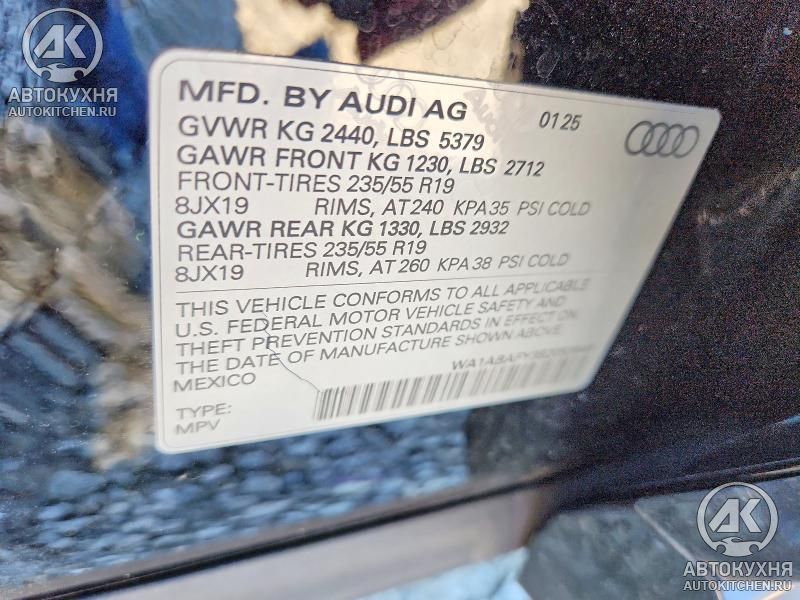 АК
АВТОКУХНЯ
AUTOKITCHEN.RU
MFD. BY AUDI AG 01 25
GVWR KG 2440, LBS 5379
GAWR FRONT KG 1230, LBS 2712
FRONT-TIRES 235/55 R19
8JX19 RIMS, AT 240 KPA 35 PSI COLD
GAWR REAR KG 1330, LBS 2932
REAR-TIRES 235/55 R19
8JX19 RIMS, AT 260 KPA 38 PSI COLD
THIS VEHICLE CONFORMS TO ALL APPLICABLE
U.S. FEDERAL MOTOR VEHICLE SAFETY AND
THEFT PREVENTION STANDARDS IN EFFECT ON
THE DATE OF MANUFACTURE SHOWN ABOVE.
MEXICO
TYPE:
MPV
АК
АВТОКУХНЯ
AUTOKITCHEN.RU